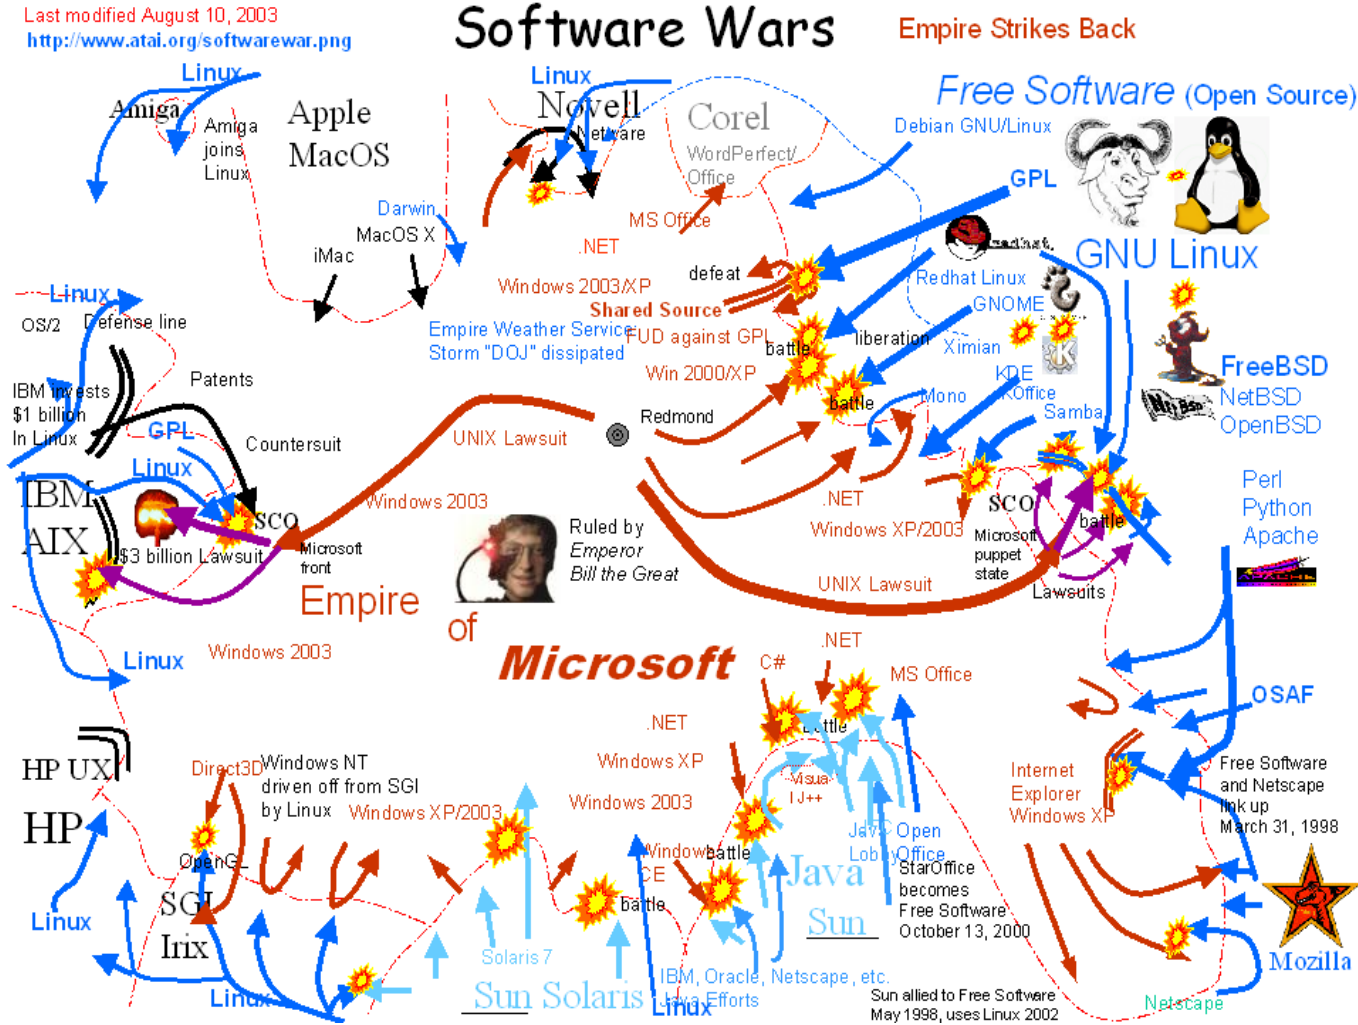 Last modified August 10, 2003
http://www.atai.org/softwarewar.png
Software Wars
Empire Strikes Back
Free Software (Open Source)
Linux
Amiga
Amiga
joins
Linux
Apple
MacOS
Darwin
MacOS X
iMac
Linux
Novell
Netware
Corel
WordPerfect/
Office
MS Office
.NET
Windows 2003/XP
defeat
Shared Source
FUD against GPL
Empire Weather Service:
Storm "DOJ" dissipated
Win 2000/XP
battle
liberation
Debian GNU/Linux
GPL
redhat.
GNU Linux
Redhat Linux
GNOME
Ximian
KDE
KOffice
Samba
Mono
battle
FreeBSD
NetBSD
NetBSD
OpenBSD
Perl
Python
Apache
Linux
OS/2
Defense line
IBM invests
$1 billion
In Linux
Patents
GPL
Countersuit
Linux
IBM
AIX
SCO
$3 billion Lawsuit
Microsoft
front
UNIX Lawsuit
Windows 2003
Redmond
Ruled by
Emperor
Bill the Great
Empire
of
Microsoft
.NET
Windows XP/2003
SCO
Microsoft
puppet
state
battle
Lawsuits
UNIX Lawsuit
Linux
Windows 2003
HP UX
HP
Linux
Direct3D
Windows NT
driven off from SGI
by Linux
Windows XP/2003
OpenGL
SGI
Irix
Linux
Solaris 7
Sun Solaris
.NET
Windows XP
Windows 2003
Windows
CE
battle
battle
C#
.NET
MS Office
battle
Visua
l J++
Java
Lobby
Open
Office
Java
Sun
StarOffice
becomes
Free Software
October 13, 2000
IBM, Oracle, Netscape, etc.
Java Efforts
Linux
Sun allied to Free Software
May 1998, uses Linux 2002
OSAF
Internet
Explorer
Windows XP
Free Software
and Netscape
link up
March 31, 1998
Mozilla
Netscape